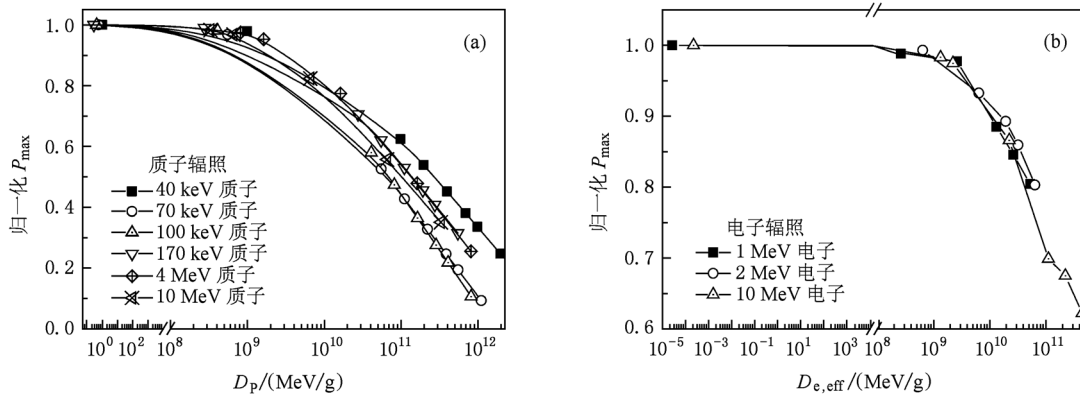 (a)
归一化 Pmax
1.0
0.8
0.6
0.4
0.2
0.0
质子辐照
40 keV 质子
70 keV 质子
100 keV 质子
170 keV 质子
4 MeV 质子
10 MeV 质子
10⁰ 10² 10⁹ 10¹⁰ 10¹¹ 10¹²
DP/(MeV/g)
(b)
归一化 Pmax
1.0
0.9
0.8
0.7
0.6
电子辐照
1 MeV 电子
2 MeV 电子
10 MeV 电子
10⁻⁵ 10⁻³ 10⁻¹ 10¹ 10³ 10⁸ 10⁹ 10¹⁰ 10¹¹
De,eff/(MeV/g)